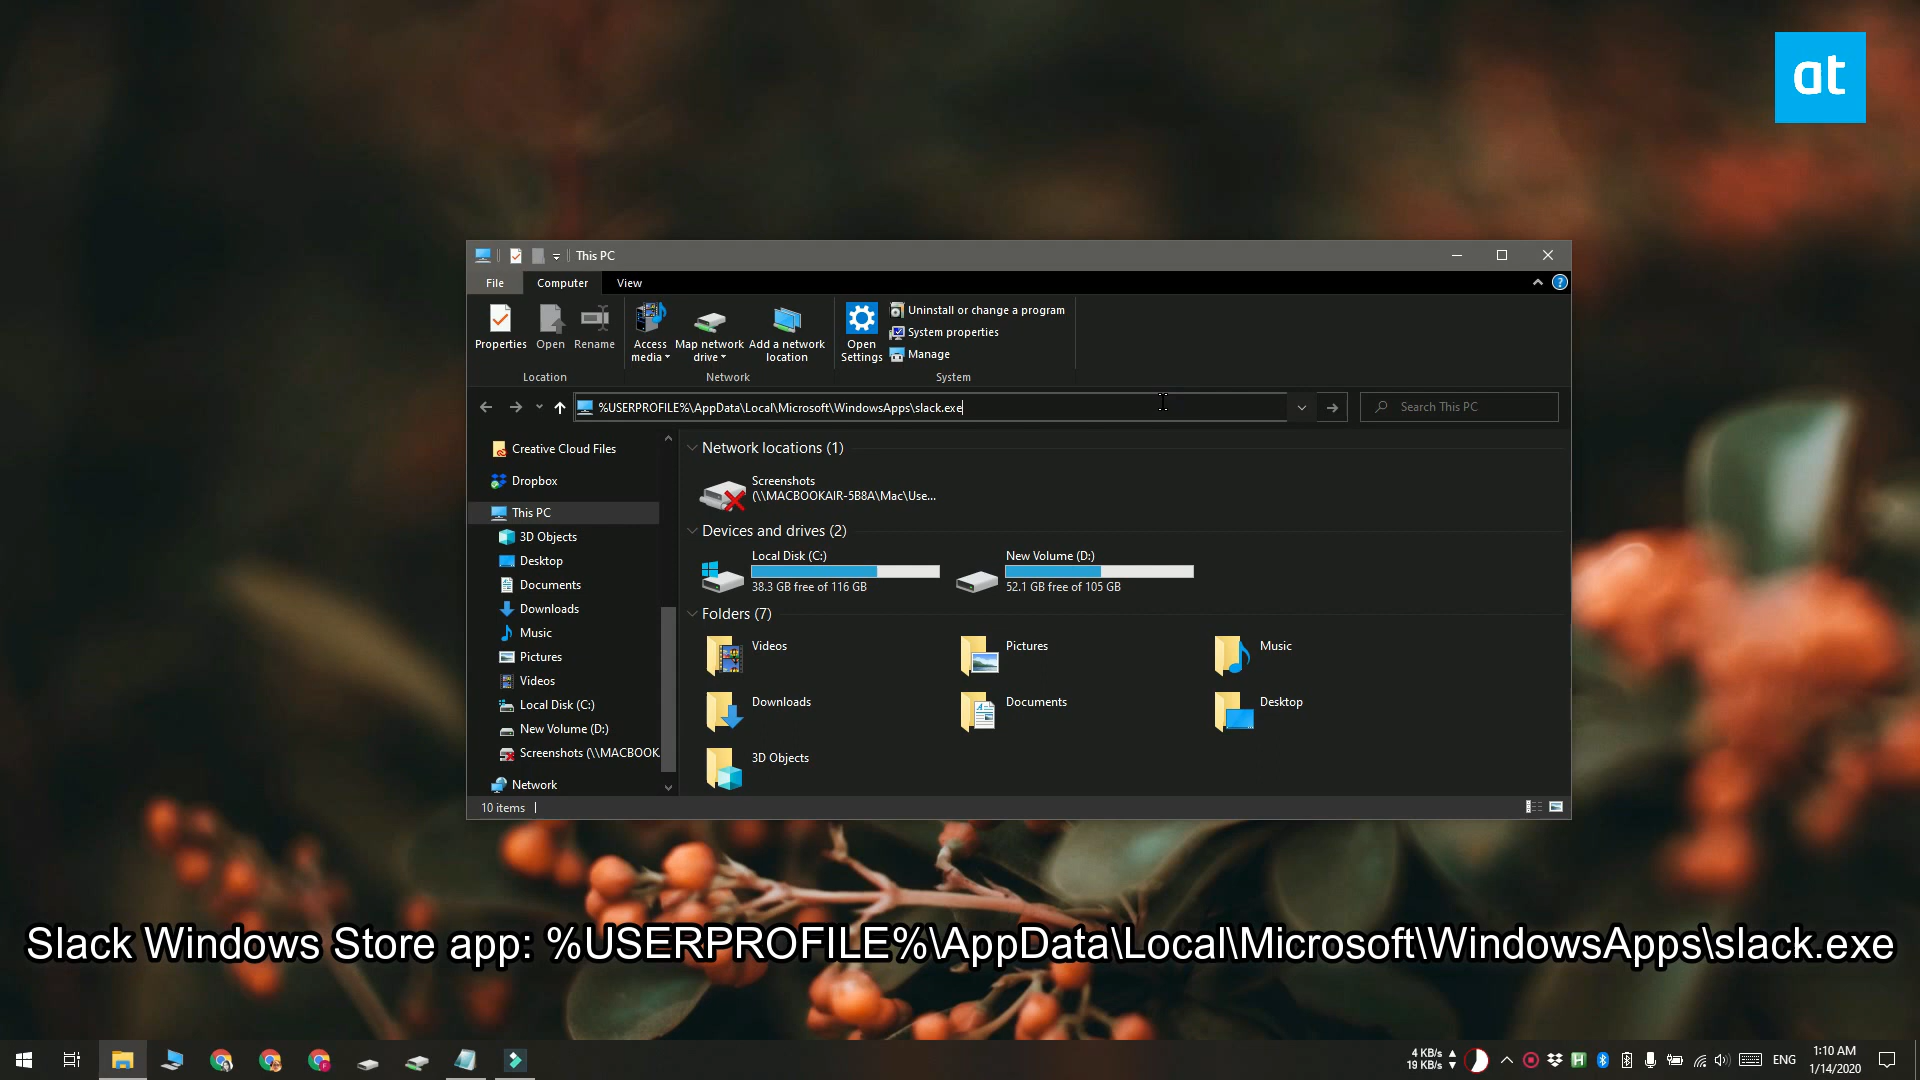 at
This PC
File Computer View
Properties Open Rename
Access media
Map network drive
Add a network location
Open Settings
Uninstall or change a program
System properties
Manage
Location
Network
System
%USERPROFILE%\AppData\Local\Microsoft\WindowsApps\slack.exe
Search This PC
Creative Cloud Files
Dropbox
This PC
3D Objects
Desktop
Documents
Downloads
Music
Pictures
Videos
Local Disk (C:)
New Volume (D:)
Screenshots (\\MACBOOK
Network
Network locations (1)
Screenshots
(\\MACBOOKAIR-5B8A\Mac\Use...
Devices and drives (2)
Local Disk (C:)
38.3 GB free of 116 GB
New Volume (D:)
52.1 GB free of 105 GB
Folders (7)
Videos
Pictures
Music
Downloads
Documents
Desktop
3D Objects
10 items
Slack Windows Store app: %USERPROFILE%\AppData\Local\Microsoft\WindowsApps\slack.exe
4 KB/s
19 KB/s
ENG
1:10 AM
1/14/2020